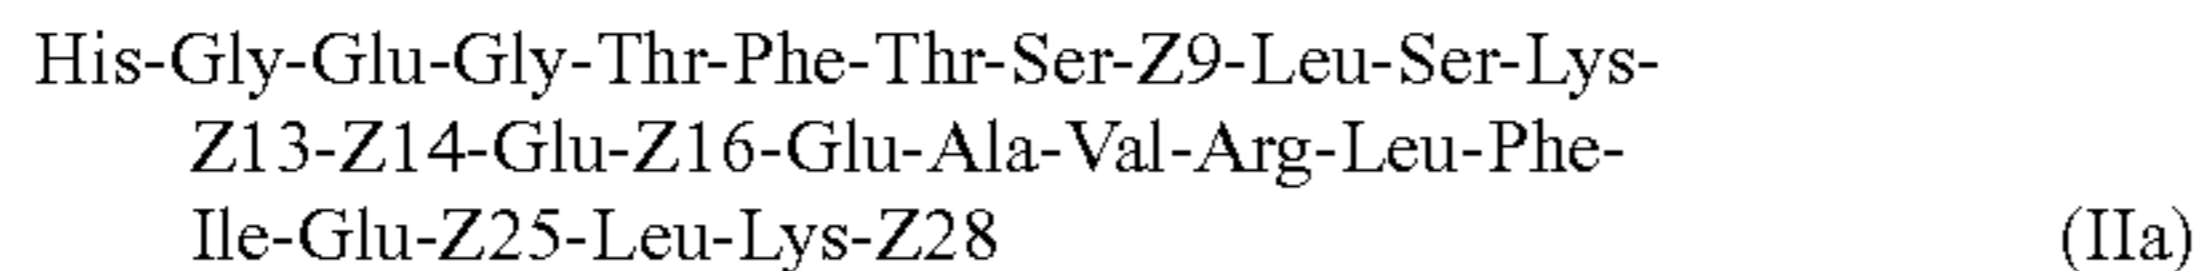 His-Gly-Glu-Gly-Thr-Phe-Thr-Ser-Z9-Leu-Ser-Lys-
Z13-Z14-Glu-Z16-Glu-Ala-Val-Arg-Leu-Phe-
Ile-Glu-Z25-Leu-Lys-Z28 (IIa)